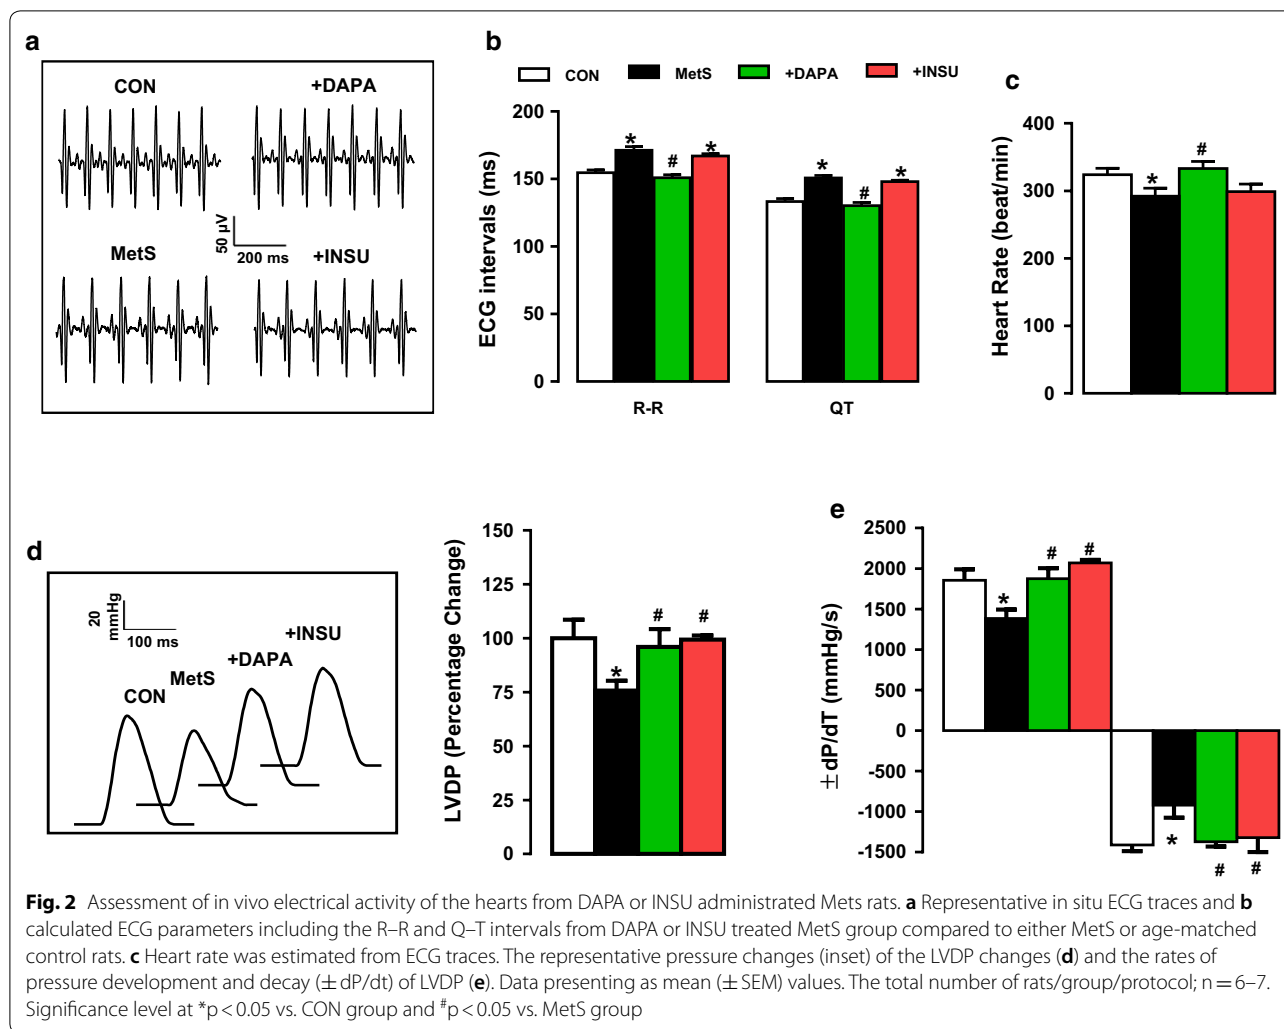 a
CON
+DAPA
50 µV
200 ms
MetS
+INSU
b
CON
MetS
+DAPA
+INSU
ECG intervals (ms)
200
150
100
50
0
*
#
*
*
#
*
R-R
QT
c
Heart Rate (beat/min)
400
300
200
100
0
*
#
d
20
mmHg
100 ms
CON
MetS
+DAPA
+INSU
LVDP (Percentage Change)
150
125
100
75
50
25
0
*
#
#
e
± dP/dT (mmHg/s)
2500
2000
1500
1000
500
0
-500
-1000
-1500
*
#
#
*
#
#
Fig. 2 Assessment of in vivo electrical activity of the hearts from DAPA or INSU administrated Mets rats. a Representative in situ ECG traces and b
calculated ECG parameters including the R–R and Q–T intervals from DAPA or INSU treated MetS group compared to either MetS or age-matched
control rats. c Heart rate was estimated from ECG traces. The representative pressure changes (inset) of the LVDP changes (d) and the rates of
pressure development and decay (± dP/dt) of LVDP (e). Data presenting as mean (± SEM) values. The total number of rats/group/protocol; n = 6–7.
Significance level at *p < 0.05 vs. CON group and #p < 0.05 vs. MetS group